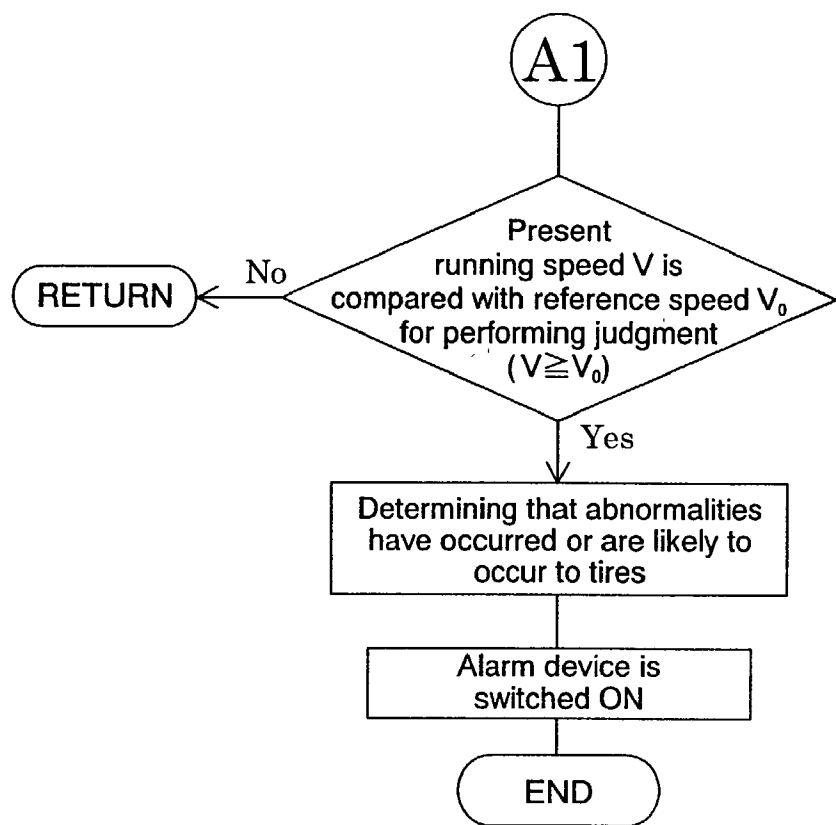 A1
Present
running speed V is
compared with reference speed V₀
for performing judgment
(V≧V₀)
No
RETURN
Yes
Determining that abnormalities
have occurred or are likely to
occur to tires
Alarm device is
switched ON
END